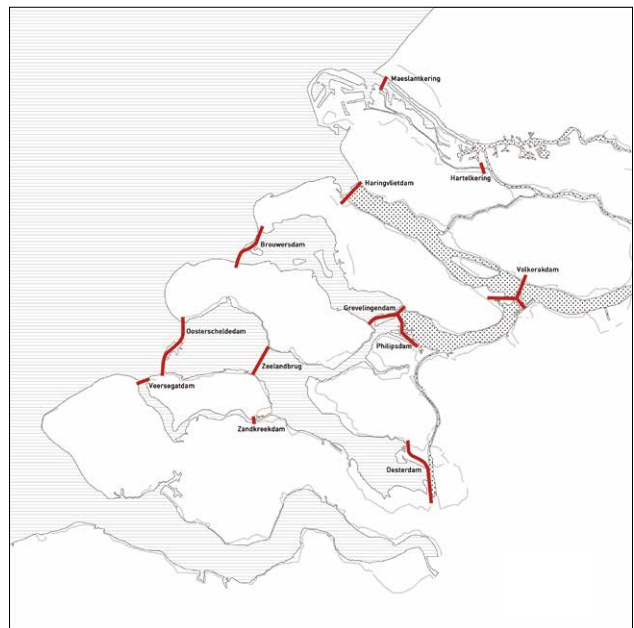 Maeslantkering
Hartelkering
Haringvlietdam
Brouwersdam
Volkerakdam
Grevelingendam
Oosterscheldedam
Philipsdam
Zeelandbrug
Veersegatdam
Zandkreekdam
Oesterdam